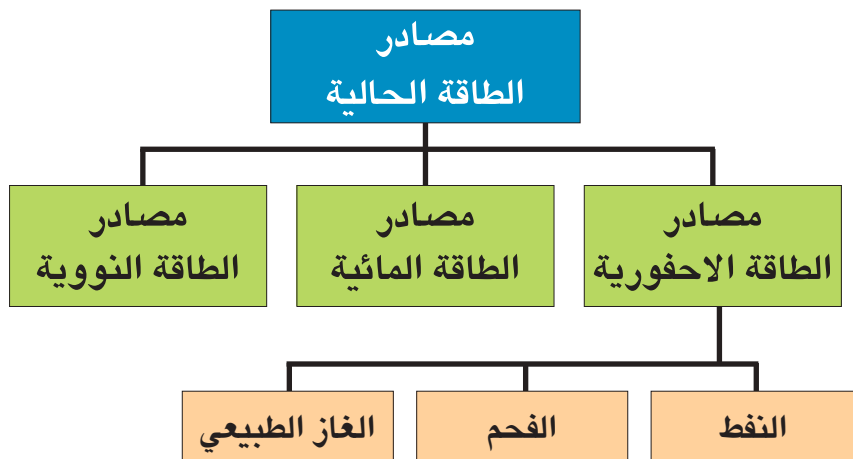 مصادر
الطاقة الحالية
مصادر
الطاقة الاحفورية
مصادر
الطاقة المائية
مصادر
الطاقة النووية
النفط
الفحم
الغاز الطبيعي